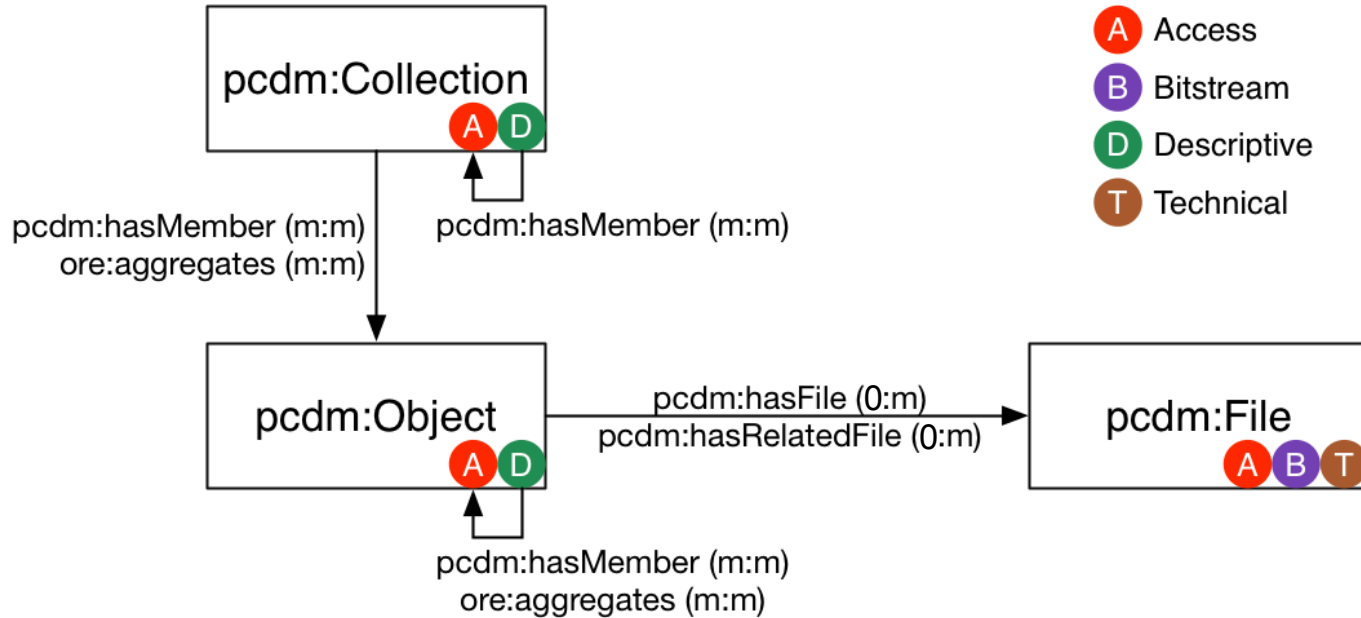 pcdm:Collection
A D
pcdm:hasMember (m:m)
pcdm:hasMember (m:m)
ore:aggregates (m:m)
A Access
B Bitstream
D Descriptive
T Technical
pcdm:Object
A D
pcdm:hasFile (0:m)
pcdm:hasRelatedFile (0:m)
pcdm:File
A B T
pcdm:hasMember (m:m)
ore:aggregates (m:m)